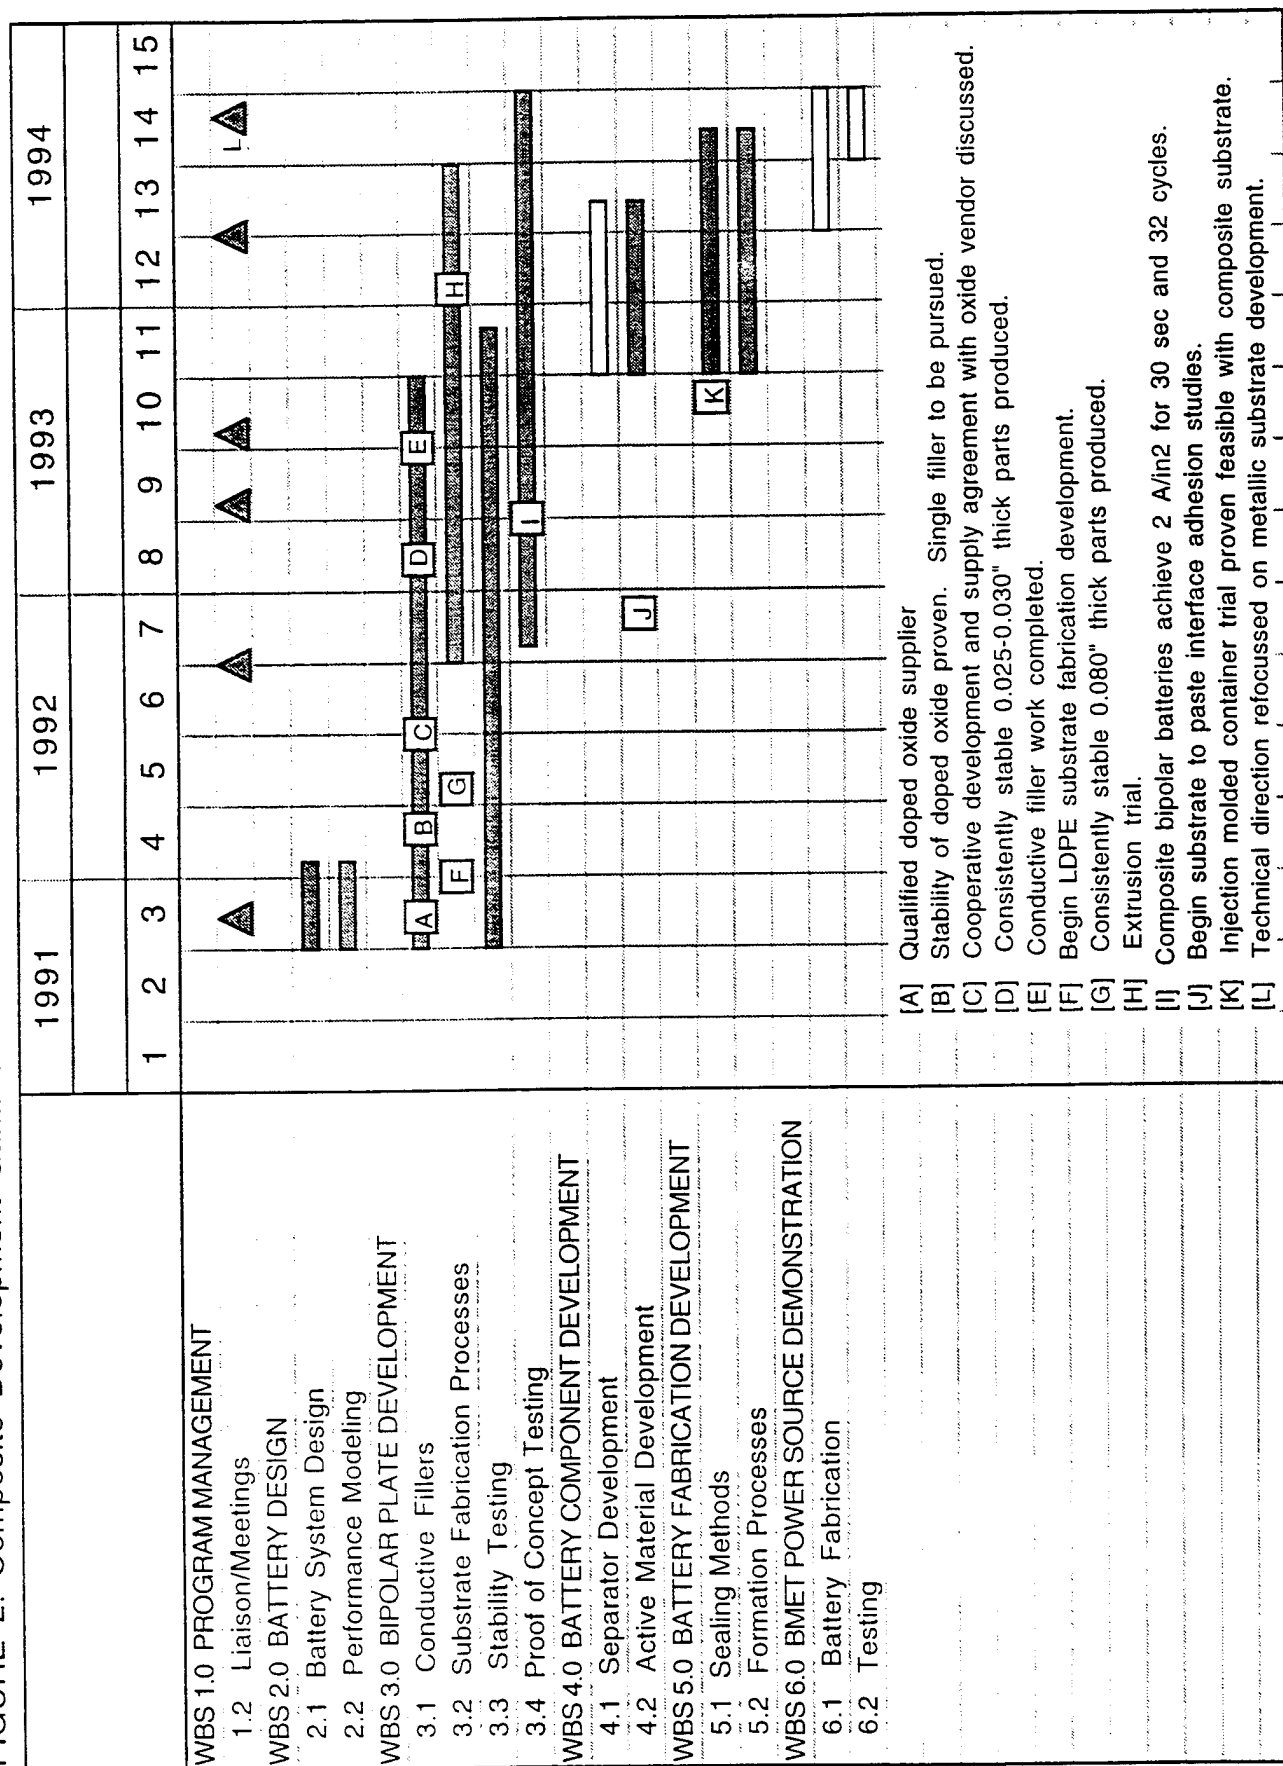 FIGURE 2. Composite Development
1991 1992 1993 1994
1 2 3 4 5 6 7 8 9 10 11 12 13 14 15
WBS 1.0 PROGRAM MANAGEMENT
1.2 Liaison/Meetings
L
WBS 2.0 BATTERY DESIGN
2.1 Battery System Design
2.2 Performance Modeling
WBS 3.0 BIPOLAR PLATE DEVELOPMENT
3.1 Conductive Fillers
A B C D E
3.2 Substrate Fabrication Processes
F G H
3.3 Stability Testing
3.4 Proof of Concept Testing
I
WBS 4.0 BATTERY COMPONENT DEVELOPMENT
4.1 Separator Development
4.2 Active Material Development
J
WBS 5.0 BATTERY FABRICATION DEVELOPMENT
5.1 Sealing Methods
K
5.2 Formation Processes
WBS 6.0 BMET POWER SOURCE DEMONSTRATION
6.1 Battery Fabrication
6.2 Testing
[A] Qualified doped oxide supplier
[B] Stability of doped oxide proven. Single filler to be pursued.
[C] Cooperative development and supply agreement with oxide vendor discussed.
[D] Consistently stable 0.025-0.030" thick parts produced.
[E] Conductive filler work completed.
[F] Begin LDPE substrate fabrication development.
[G] Consistently stable 0.080" thick parts produced.
[H] Extrusion trial.
[I] Composite bipolar batteries achieve 2 A/in2 for 30 sec and 32 cycles.
[J] Begin substrate to paste interface adhesion studies.
[K] Injection molded container trial proven feasible with composite substrate.
[L] Technical direction refocussed on metallic substrate development.